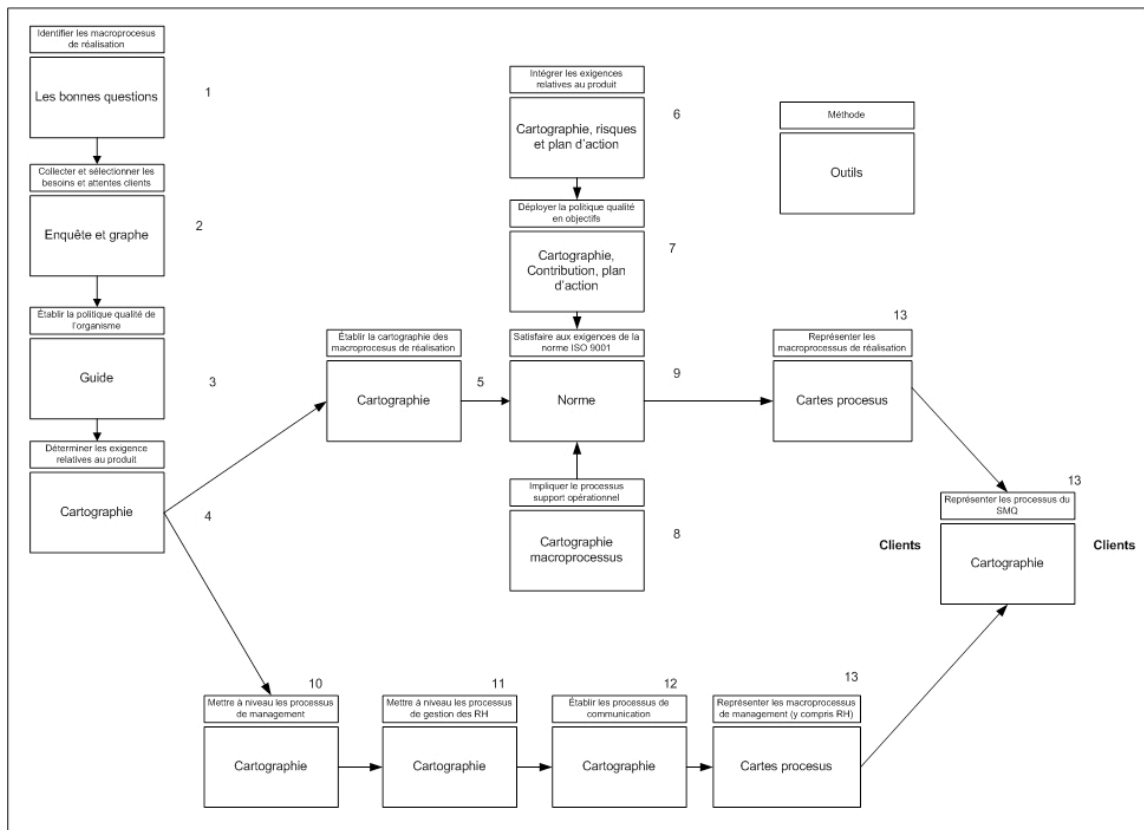 Identifier les macroprocesus
de réalisation
Les bonnes questions
1
Collecter et sélectionner les
besoins et attentes clients
Enquête et graphe
2
Établir la politique qualité de
l'organisme
Guide
3
Déterminer les exigence
relatives au produit
Cartographie
4
Établir la cartographie des
macroprocesus de réalisation
Cartographie
5
Intégrer les exigences
relatives au produit
Cartographie, risques
et plan d'action
6
Déployer la politique qualité
en objectifs
Cartographie,
Contribution, plan
d'action
7
Satisfaire aux exigences de la
norme ISO 9001
Norme
9
Impliquer le processus
support opérationnel
Cartographie
macroprocessus
8
Méthode
Outils
13
Représenter les
macroprocessus de réalisation
Cartes procesus
13
Représenter les processus du
SMQ
Clients
Cartographie
Clients
10
Mettre à niveau les processus
de management
Cartographie
11
Mettre à niveau les processus
de gestion des RH
Cartographie
12
Établir les processus de
communication
Cartographie
13
Représenter les macroprocessus
de management (y compris RH)
Cartes procesus